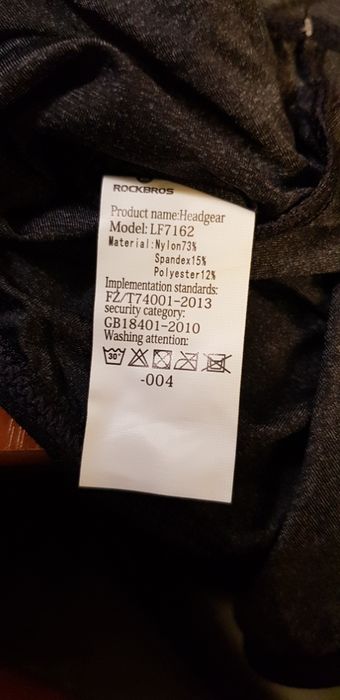 ROCKBROS
Product name:Headgear
Model: LF7162
Material:Nylon73%
Spandex15%
Polyester12%
Implementation standards:
FZ/T74001-2013
security category:
GB18401-2010
Washing attention:
30°
-004